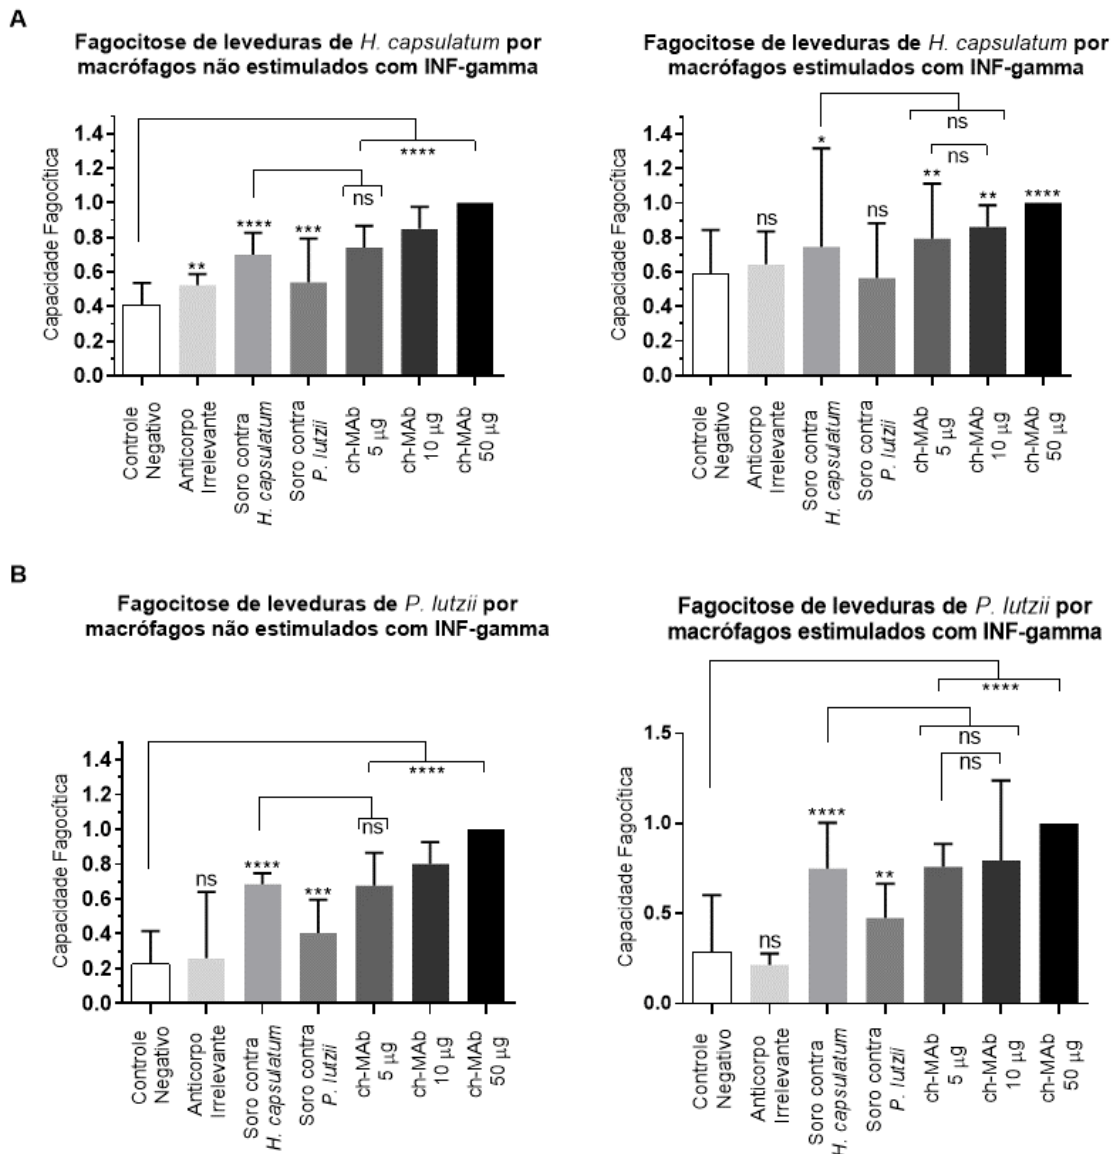 A
Fagocitose de leveduras de H. capsulatum por
macrófagos não estimulados com INF-gamma
Capacidade Fagocítica
1.4
1.2
1.0
0.8
0.6
0.4
0.2
0.0
**
****
***
ns
****
Controle
Negativo
Anticorpo
Irrelevante
Soro contra
H. capsulatum
Soro contra
P. lutzii
ch-MAb
5 µg
ch-MAb
10 µg
ch-MAb
50 µg
Fagocitose de leveduras de H. capsulatum por
macrófagos estimulados com INF-gamma
Capacidade Fagocítica
1.4
1.2
1.0
0.8
0.6
0.4
0.2
0.0
ns
*
ns
**
**
****
ns
ns
Controle
Negativo
Anticorpo
Irrelevante
Soro contra
H. capsulatum
Soro contra
P. lutzii
ch-MAb
5 µg
ch-MAb
10 µg
ch-MAb
50 µg
B
Fagocitose de leveduras de P. lutzii por
macrófagos não estimulados com INF-gamma
Capacidade Fagocítica
1.4
1.2
1.0
0.8
0.6
0.4
0.2
0.0
ns
****
***
ns
****
Controle
Negativo
Anticorpo
Irrelevante
Soro contra
H. capsulatum
Soro contra
P. lutzii
ch-MAb
5 µg
ch-MAb
10 µg
ch-MAb
50 µg
Fagocitose de leveduras de P. lutzii por
macrófagos estimulados com INF-gamma
Capacidade Fagocítica
1.5
1.0
0.5
0.0
ns
****
**
ns
ns
****
Controle
Negativo
Anticorpo
Irrelevante
Soro contra
H. capsulatum
Soro contra
P. lutzii
ch-MAb
5 µg
ch-MAb
10 µg
ch-MAb
50 µg